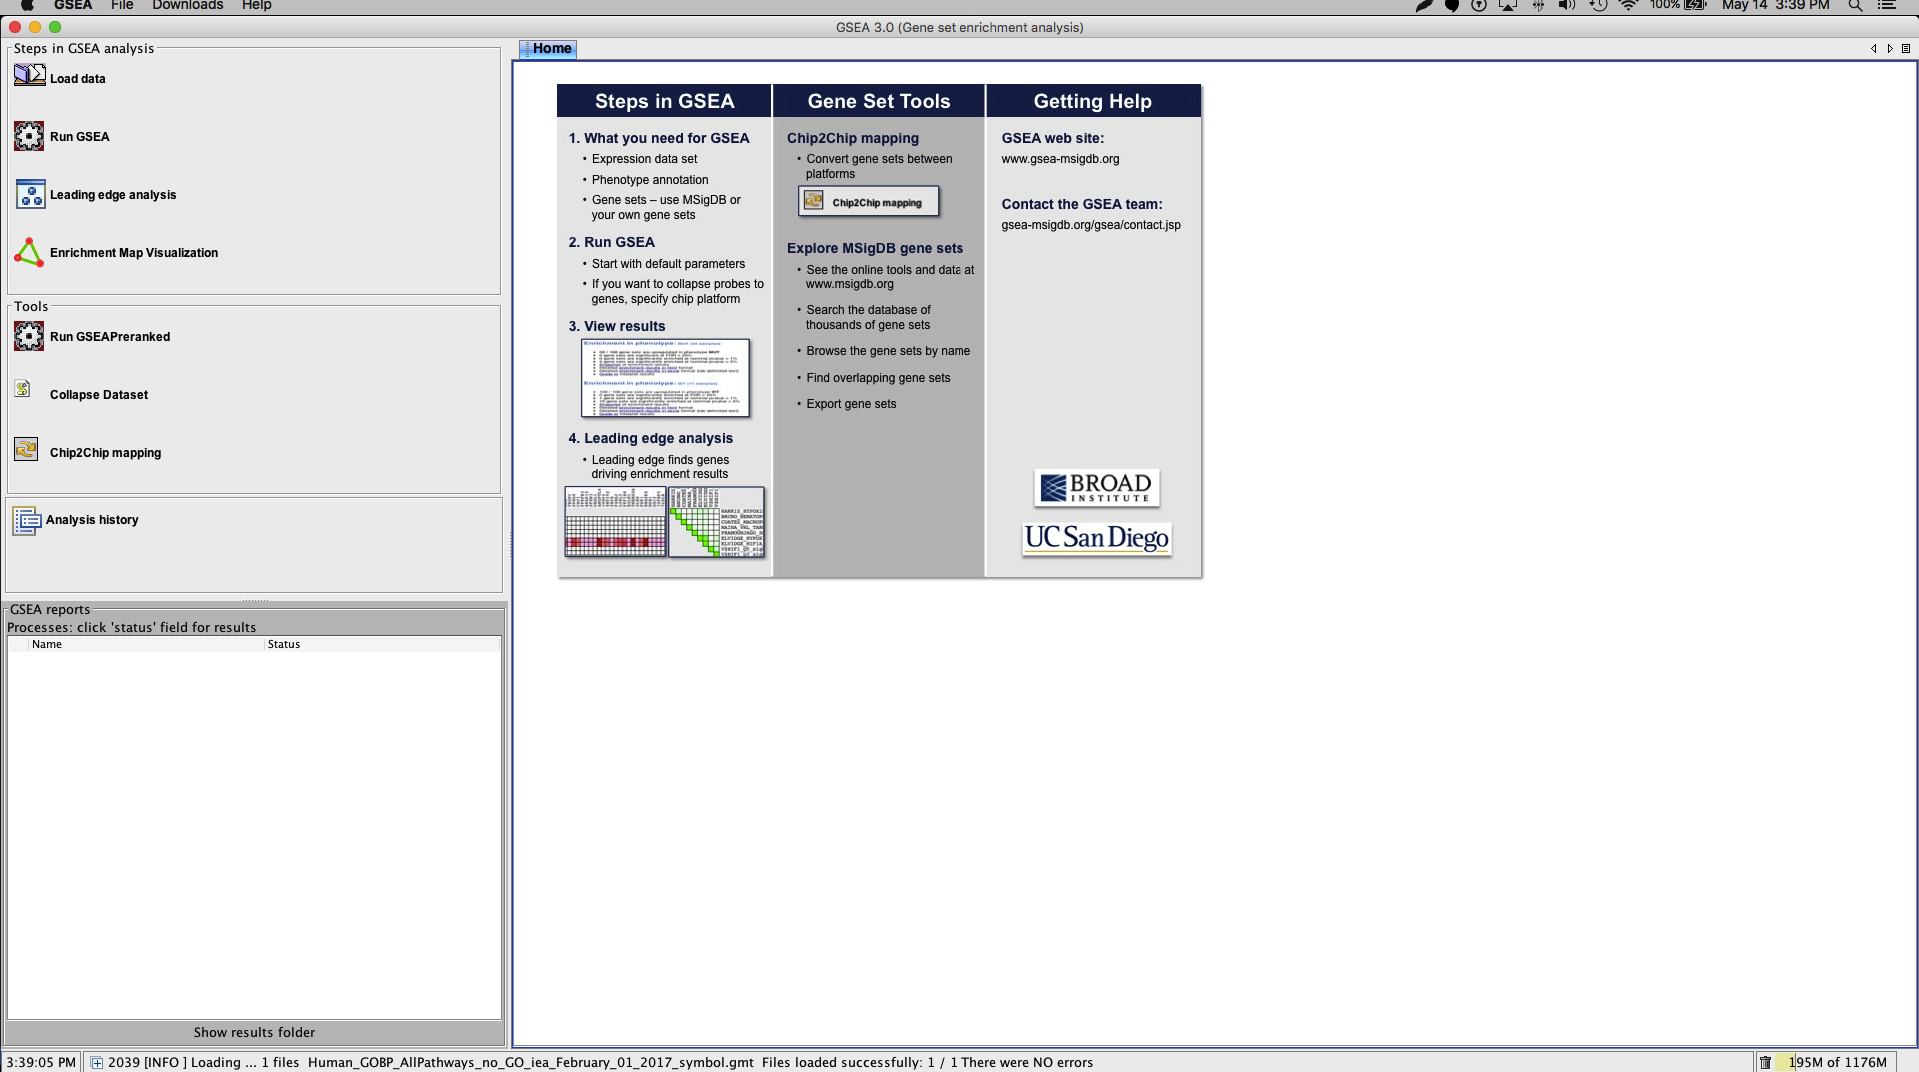 GSEA File Downloads Help
100% May 14 3:39 PM
GSEA 3.0 (Gene set enrichment analysis)
Steps in GSEA analysis
Load data
Run GSEA
Leading edge analysis
Enrichment Map Visualization
Tools
Run GSEAPreranked
Collapse Dataset
Chip2Chip mapping
Analysis history
GSEA reports
Processes: click 'status' field for results
Name Status
Show results folder
Home
Steps in GSEA
1. What you need for GSEA
• Expression data set
• Phenotype annotation
• Gene sets – use MSigDB or
your own gene sets
2. Run GSEA
• Start with default parameters
• If you want to collapse probes to
genes, specify chip platform
3. View results
Enrichment in phenotype:
Enrichment in phenotype:
4. Leading edge analysis
• Leading edge finds genes
driving enrichment results
Gene Set Tools
Chip2Chip mapping
• Convert gene sets between
platforms
Chip2Chip mapping
Explore MSigDB gene sets
• See the online tools and data at
www.msigdb.org
• Search the database of
thousands of gene sets
• Browse the gene sets by name
• Find overlapping gene sets
• Export gene sets
Getting Help
GSEA web site:
www.gsea-msigdb.org
Contact the GSEA team:
gsea-msigdb.org/gsea/contact.jsp
BROAD
INSTITUTE
UC San Diego
3:39:05 PM 2039 [INFO ] Loading ... 1 files Human_GOBP_AllPathways_no_GO_iea_February_01_2017_symbol.gmt Files loaded successfully: 1 / 1 There were NO errors 195M of 1176M